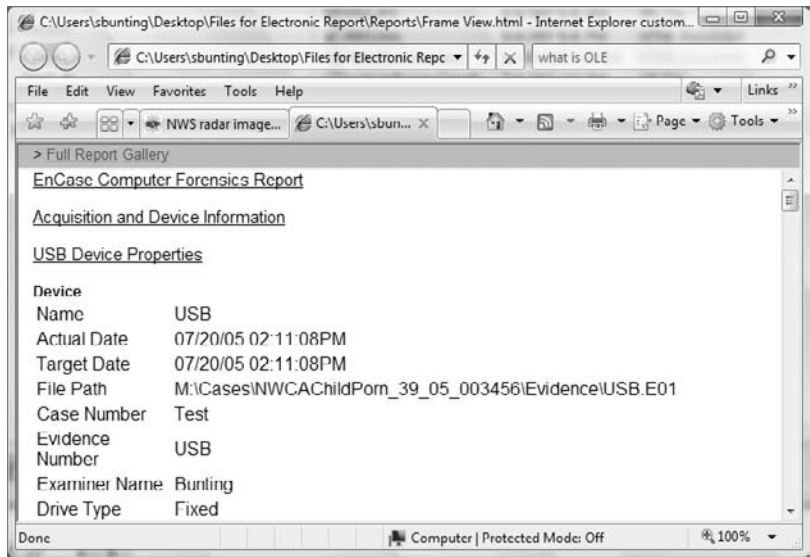 C:\Users\sbunting\Desktop\Files for Electronic Report\Reports\Frame View.html - Internet Explorer custom...
C:\Users\sbunting\Desktop\Files for Electronic Repc
what is OLE
File Edit View Favorites Tools Help
Links
NWS radar image...
C:\Users\sbun...
Page
Tools
> Full Report Gallery
EnCase Computer Forensics Report
Acquisition and Device Information
USB Device Properties
Device
Name USB
Actual Date 07/20/05 02:11:08PM
Target Date 07/20/05 02:11:08PM
File Path M:\Cases\NWCAChildPorn_39_05_003456\Evidence\USB.E01
Case Number Test
Evidence
Number USB
Examiner Name Bunting
Drive Type Fixed
Done
Computer | Protected Mode: Off
100%